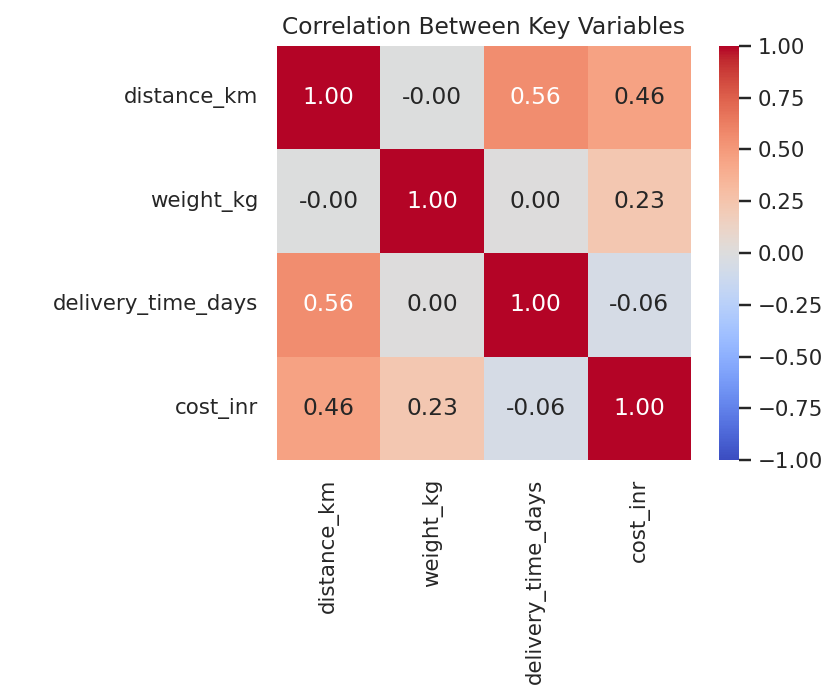 Correlation Between Key Variables
distance_km 1.00 -0.00 0.56 0.46
weight_kg -0.00 1.00 0.00 0.23
delivery_time_days 0.56 0.00 1.00 -0.06
cost_inr 0.46 0.23 -0.06 1.00
distance_km
weight_kg
delivery_time_days
cost_inr
1.00
0.75
0.50
0.25
0.00
−0.25
−0.50
−0.75
−1.00